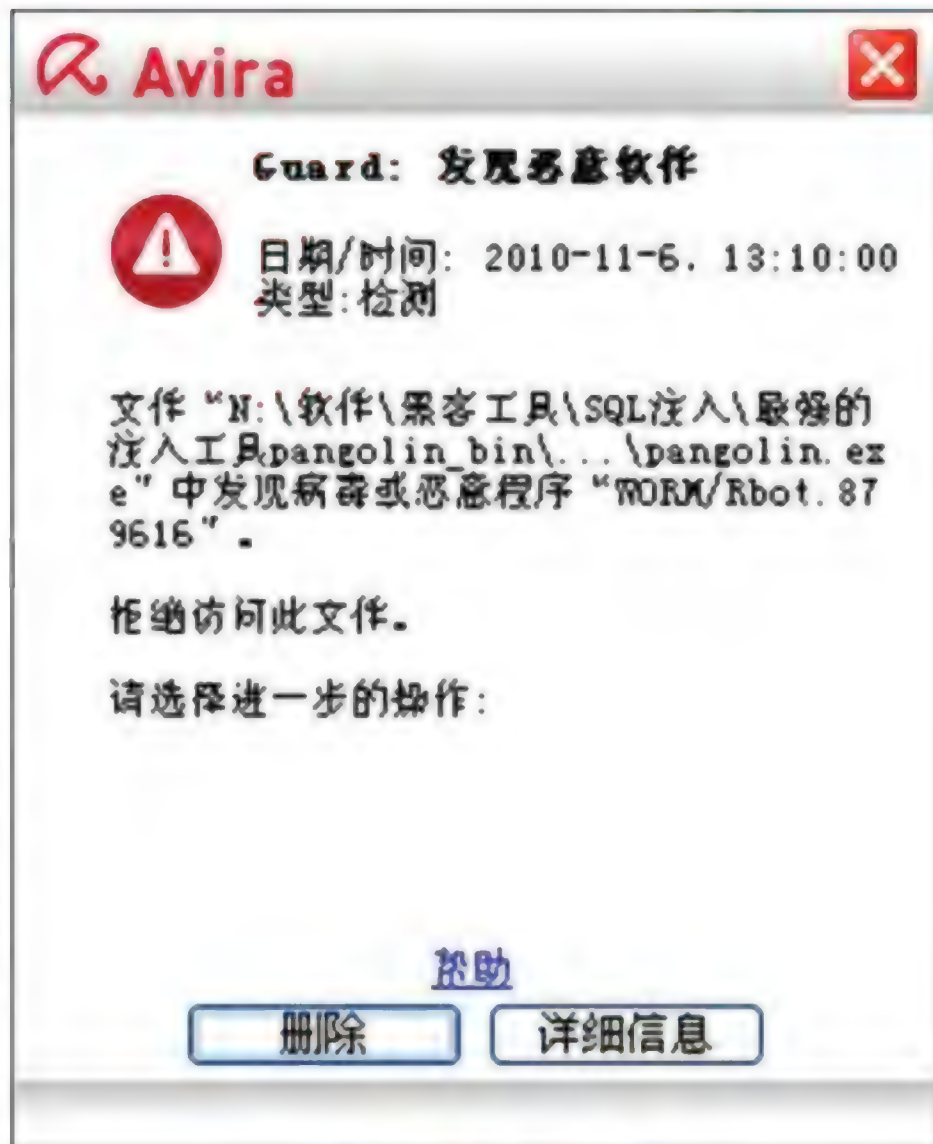 Avira
Guard: 发现恶意软件
日期/时间: 2010-11-6. 13:10:00
类型:检测
文件 "N:\软件\黑客工具\SQL注入\最强的
注入工具pangolin_bin\...\pangolin.ex
e" 中发现病毒或恶意程序 "WORM/Rbot.87
9616" 。
拒绝访问此文件。
请选择进一步的操作:
帮助
删除
详细信息